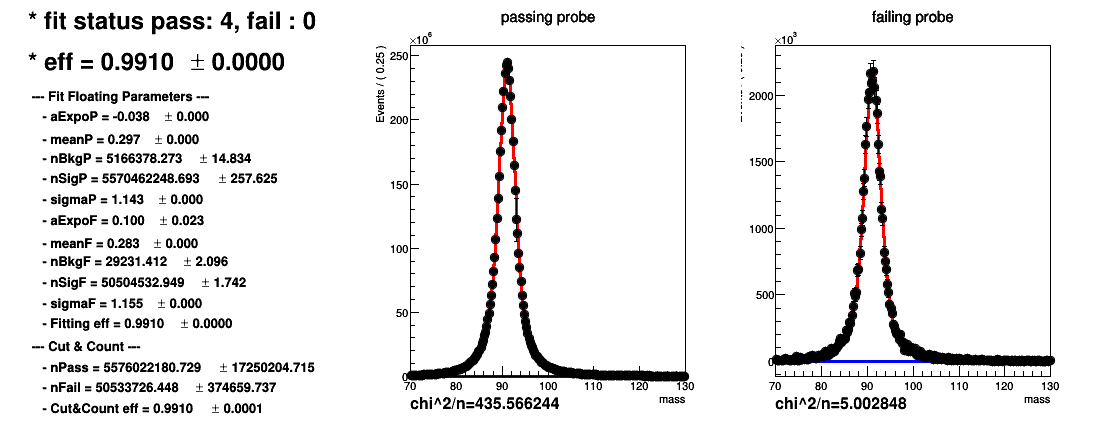 * fit status pass: 4, fail : 0
* eff = 0.9910 ± 0.0000
--- Fit Floating Parameters ---
- aExpoP = -0.038 ± 0.000
- meanP = 0.297 ± 0.000
- nBkgP = 5166378.273 ± 14.834
- nSigP = 5570462248.693 ± 257.625
- sigmaP = 1.143 ± 0.000
- aExpoF = 0.100 ± 0.023
- meanF = 0.283 ± 0.000
- nBkgF = 29231.412 ± 2.096
- nSigF = 50504532.949 ± 1.742
- sigmaF = 1.155 ± 0.000
- Fitting eff = 0.9910 ± 0.0000
--- Cut & Count ---
- nPass = 5576022180.729 ± 17250204.715
- nFail = 50533726.448 ± 374659.737
- Cut&Count eff = 0.9910 ± 0.0001
passing probe
×10^6
Events / ( 0.25 )
250
200
150
100
50
0
70 80 90 100 110 120 130
mass
chi^2/n=435.566244
failing probe
×10^3
2000
1500
1000
500
0
70 80 90 100 110 120 130
mass
chi^2/n=5.002848